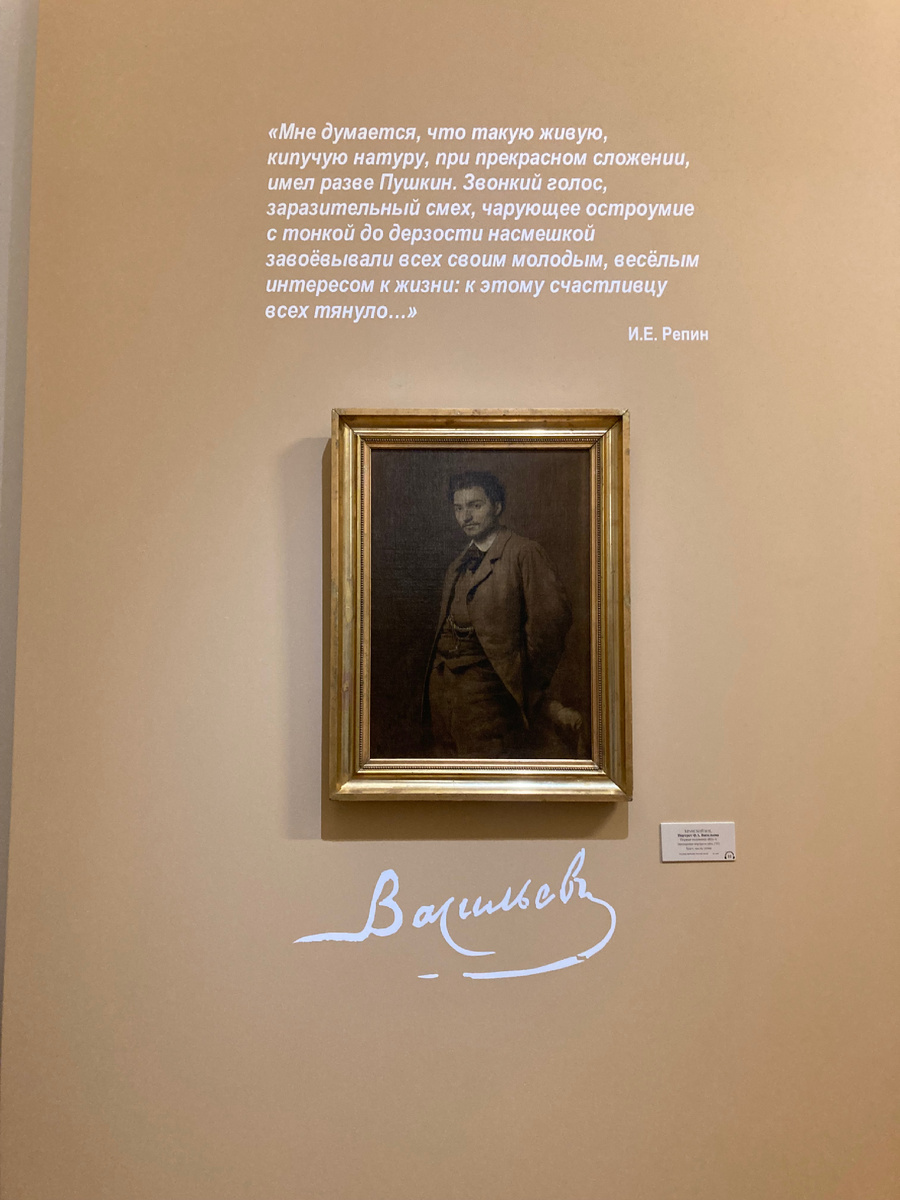 «Мне думается, что такую живую,
кипучую натуру, при прекрасном сложении,
имел разве Пушкин. Звонкий голос,
заразительный смех, чарующее остроумие
с тонкой до дерзости насмешкой
завоёвывали всех своим молодым, весёлым
интересом к жизни: к этому счастливцу
всех тянуло...»
И.Е. Репин
Васильев